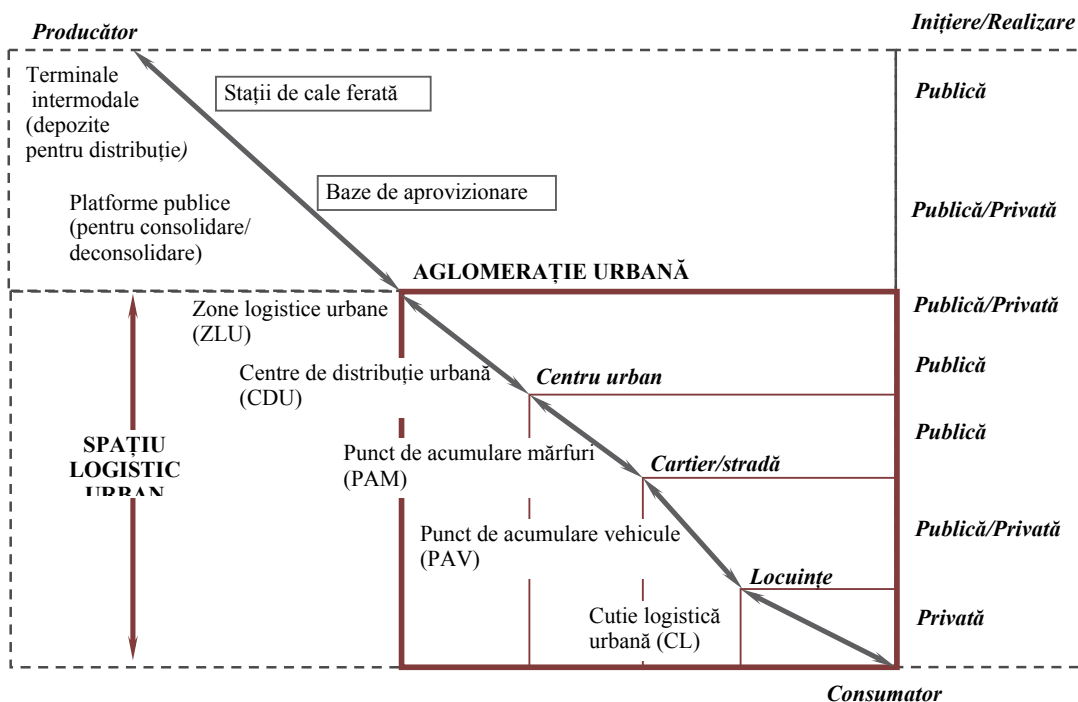 Producător
Inițiere/Realizare
Terminale
intermodale
(depozite
pentru distribuție)
Stații de cale ferată
Publică
Baze de aprovizionare
Platforme publice
(pentru consolidare/
deconsolidare)
Publică/Privată
AGLOMERAȚIE URBANĂ
Zone logistice urbane
(ZLU)
Publică/Privată
Centre de distribuție urbană
(CDU)
Centru urban
Publică
SPAȚIU
LOGISTIC
URBAN
Punct de acumulare mărfuri
(PAM)
Cartier/stradă
Publică
Punct de acumulare vehicule
(PAV)
Publică/Privată
Locuințe
Cutie logistică
urbană (CL)
Privată
Consumator